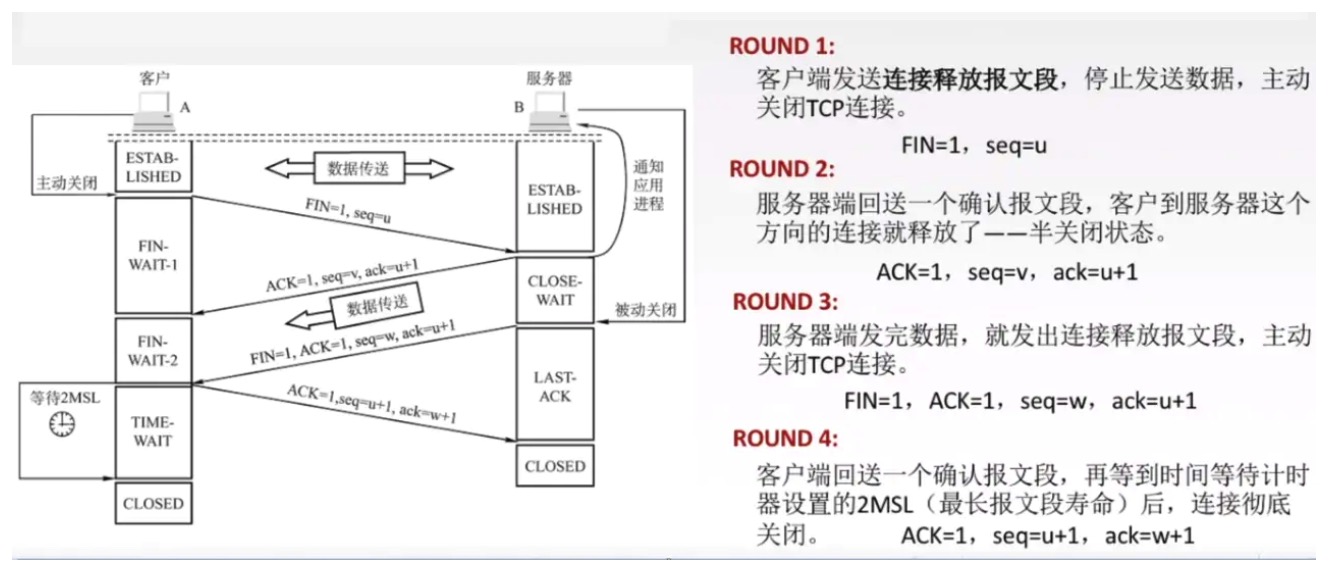 客户
A
服务器
B
ESTAB-
LISHED
数据传送
主动关闭
ESTAB-
LISHED
通知
应用
进程
FIN=1, seq=u
FIN-
WAIT-1
ACK=1, seq=v, ack=u+1
CLOSE-
WAIT
数据传送
被动关闭
FIN-
WAIT-2
FIN=1, ACK=1, seq=w, ack=u+1
LAST-
ACK
等待2MSL
ACK=1,seq=u+1, ack=w+1
TIME-
WAIT
CLOSED
CLOSED
ROUND 1:
客户端发送连接释放报文段，停止发送数据，主动
关闭TCP连接。
FIN=1，seq=u
ROUND 2:
服务器端回送一个确认报文段，客户到服务器这个
方向的连接就释放了——半关闭状态。
ACK=1，seq=v，ack=u+1
ROUND 3:
服务器端发完数据，就发出连接释放报文段，主动
关闭TCP连接。
FIN=1，ACK=1，seq=w，ack=u+1
ROUND 4:
客户端回送一个确认报文段，再等到时间等待计时
器设置的2MSL（最长报文段寿命）后，连接彻底
关闭。 ACK=1，seq=u+1，ack=w+1